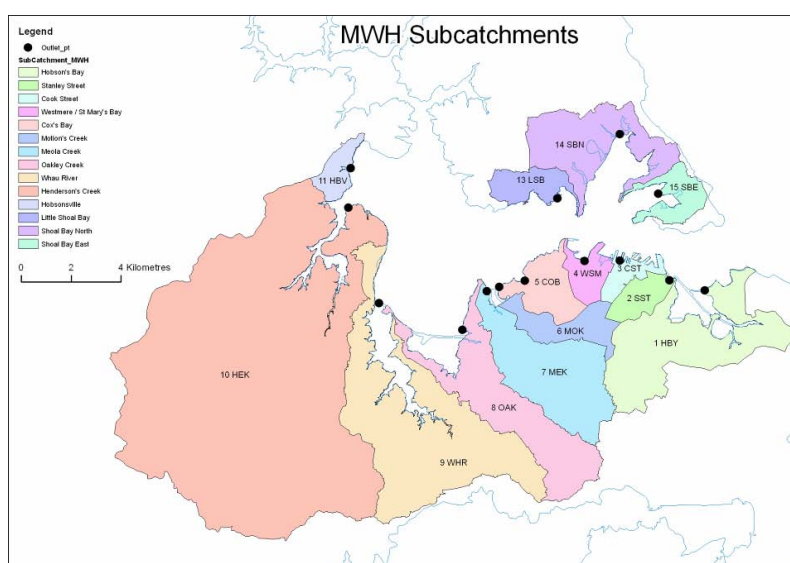 MWH Subcatchments
Legend
Outlet_pt
SubCatchment_MWH
Hobson's Bay
Stanley Street
Cook Street
Westmere / St Mary's Bay
Cox's Bay
Motion's Creek
Meola Creek
Oakley Creek
Whau River
Henderson's Creek
Hobsonsville
Little Shoal Bay
Shoal Bay North
Shoal Bay East
0 2 4 Kilometres
14 SBN
13 LSB
15 SBE
11 HBV
4 WSM
3 CST
5 COB
2 SST
6 MOK
1 HBY
7 MEK
10 HEK
8 OAK
9 WHR